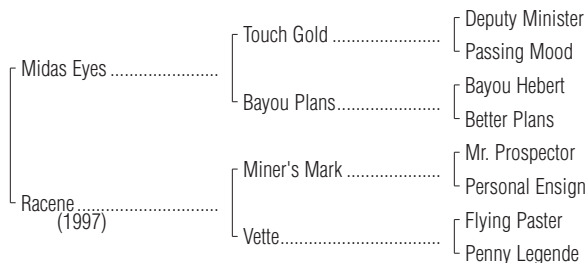 Deputy Minister
Touch Gold ....................
Passing Mood
Midas Eyes ....................
Bayou Hebert
Bayou Plans....................
Better Plans
Mr. Prospector
Miner's Mark ....................
Personal Ensign
Racene....................
(1997)
Flying Paster
Vette....................
Penny Legende